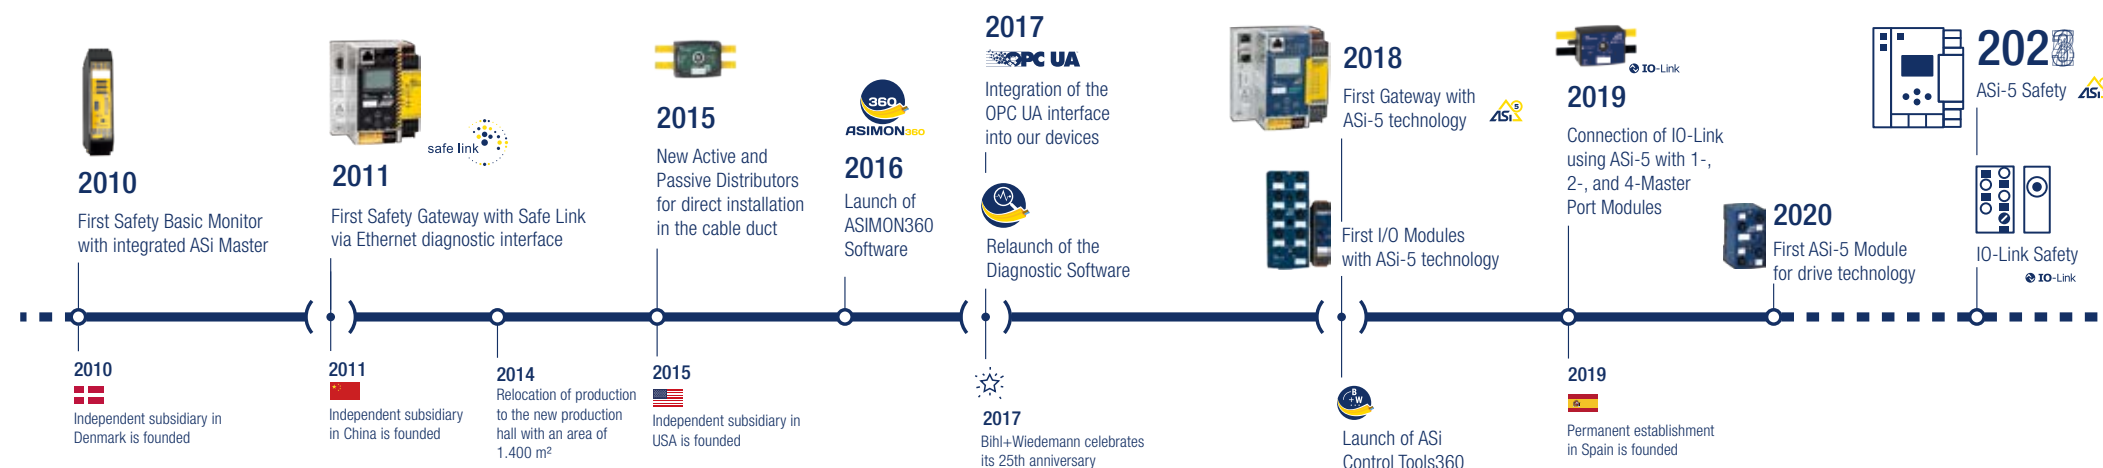 2010
First Safety Basic Monitor
with integrated ASi Master
safe link
2011
First Safety Gateway with Safe Link
via Ethernet diagnostic interface
2015
New Active and
Passive Distributors
for direct installation
in the cable duct
360
ASIMON360
2016
Launch of
ASIMON360
Software
2017
OPC UA
Integration of the
OPC UA interface
into our devices
Relaunch of the
Diagnostic Software
2018
First Gateway with
ASi-5 technology
ASi 5
First I/O Modules
with ASi-5 technology
IO-Link
2019
Connection of IO-Link
using ASi-5 with 1-,
2-, and 4-Master
Port Modules
2020
First ASi-5 Module
for drive technology
202
ASi-5 Safety
ASi
IO-Link Safety
IO-Link
2010
Independent subsidiary in
Denmark is founded
2011
Independent subsidiary
in China is founded
2014
Relocation of production
to the new production
hall with an area of
1.400 m²
2015
Independent subsidiary in
USA is founded
2017
Bihl+Wiedemann celebrates
its 25th anniversary
B
+W
Launch of ASi
Control Tools360
2019
Permanent establishment
in Spain is founded